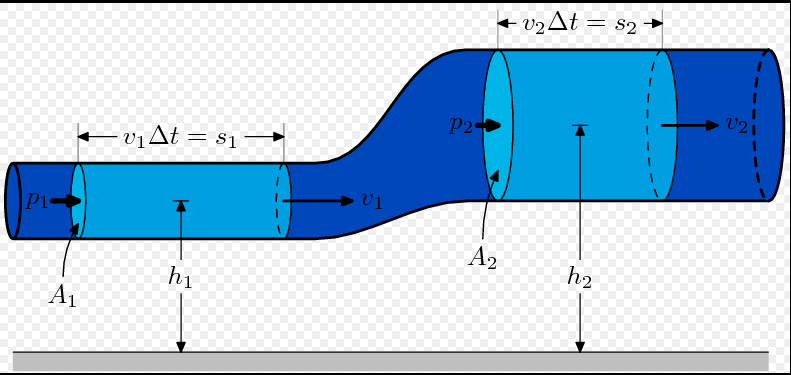 v₂Δt = s₂
p₂
v₂
v₁Δt = s₁
p₁
v₁
A₂
h₁
h₂
A₁